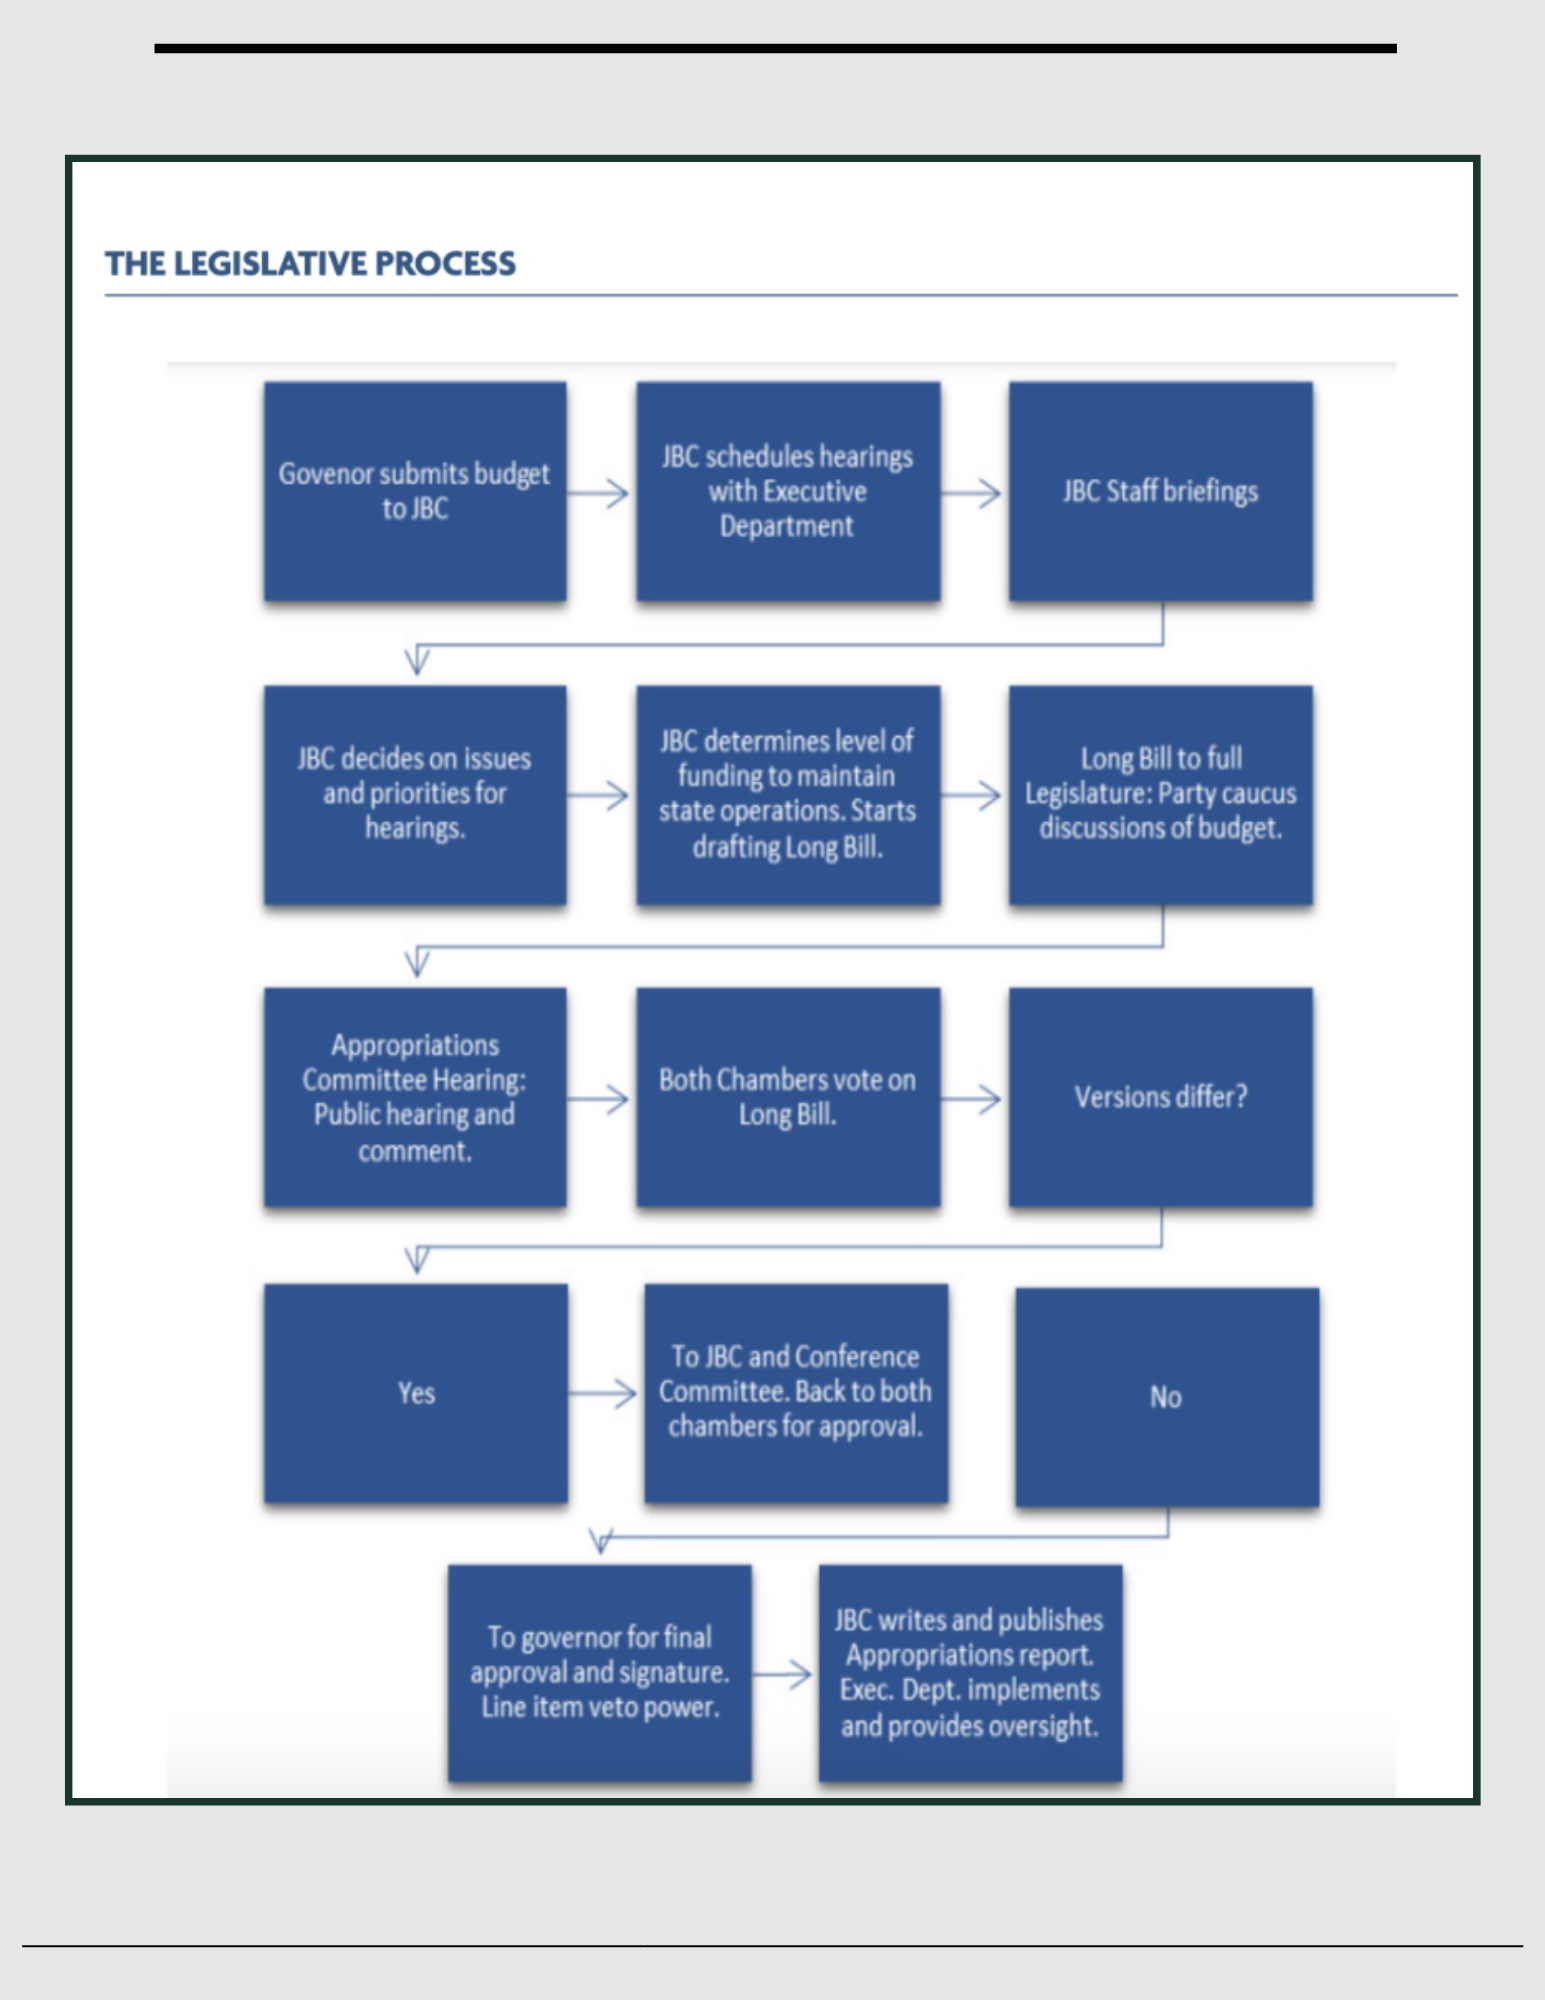 THE LEGISLATIVE PROCESS
Govenor submits budget
to JBC
JBC schedules hearings
with Executive
Department
JBC Staff briefings
JBC decides on issues
and priorities for
hearings.
JBC determines level of
funding to maintain
state operations. Starts
drafting Long Bill.
Long Bill to full
Legislature: Party caucus
discussions of budget.
Appropriations
Committee Hearing:
Public hearing and
comment.
Both Chambers vote on
Long Bill.
Versions differ?
Yes
To JBC and Conference
Committee. Back to both
chambers for approval.
No
To governor for final
approval and signature.
Line item veto power.
JBC writes and publishes
Appropriations report.
Exec. Dept. implements
and provides oversight.